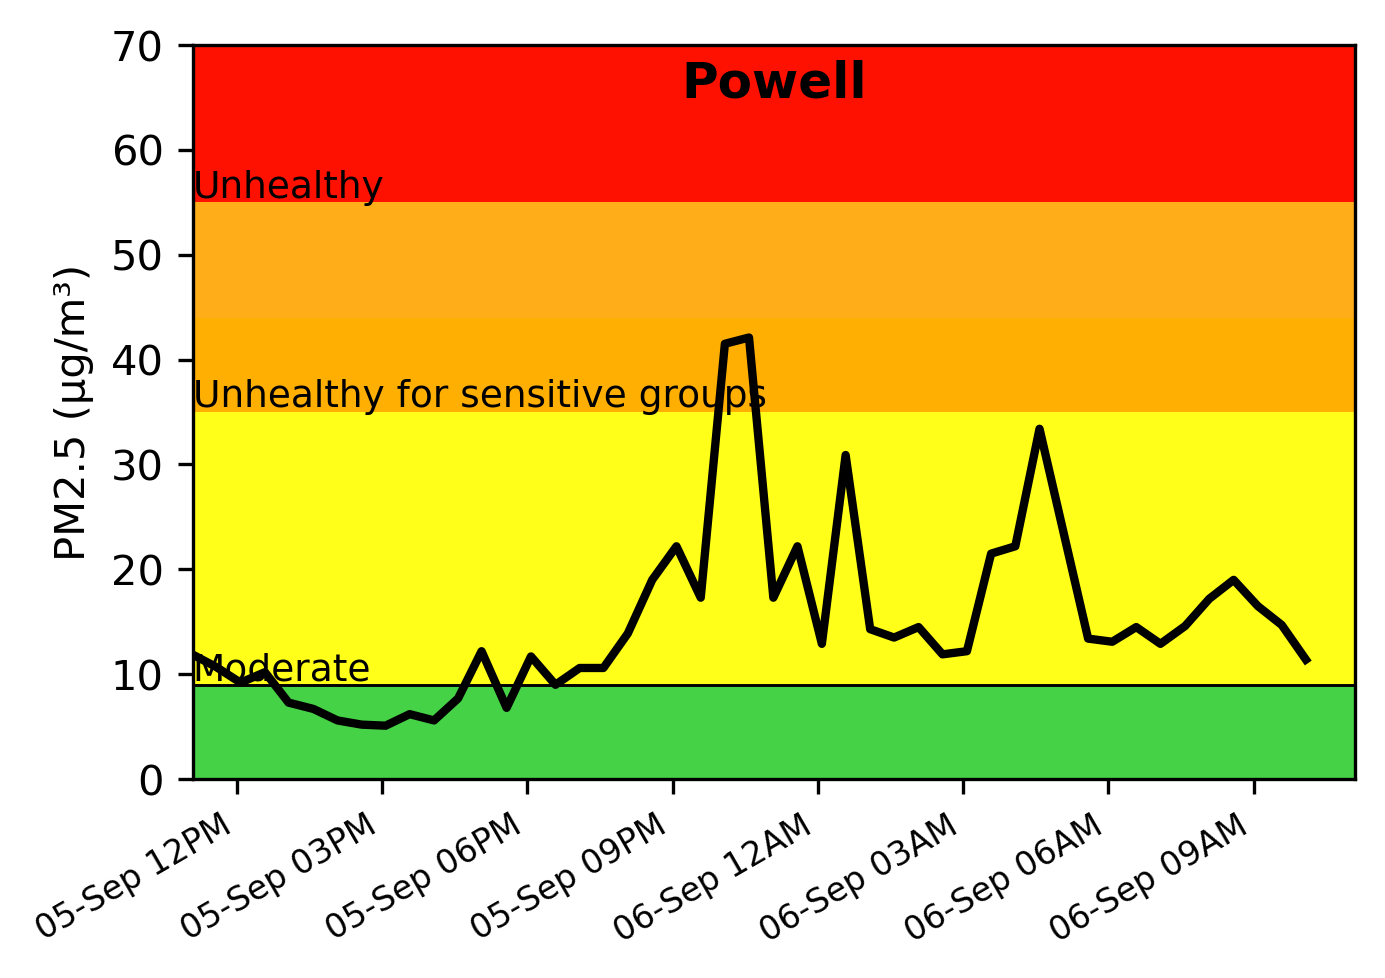 Powell
70
60
50
40
30
20
10
0
PM2.5 (μg/m³)
Unhealthy
Unhealthy for sensitive groups
Moderate
05-Sep 12PM
05-Sep 03PM
05-Sep 06PM
05-Sep 09PM
06-Sep 12AM
06-Sep 03AM
06-Sep 06AM
06-Sep 09AM